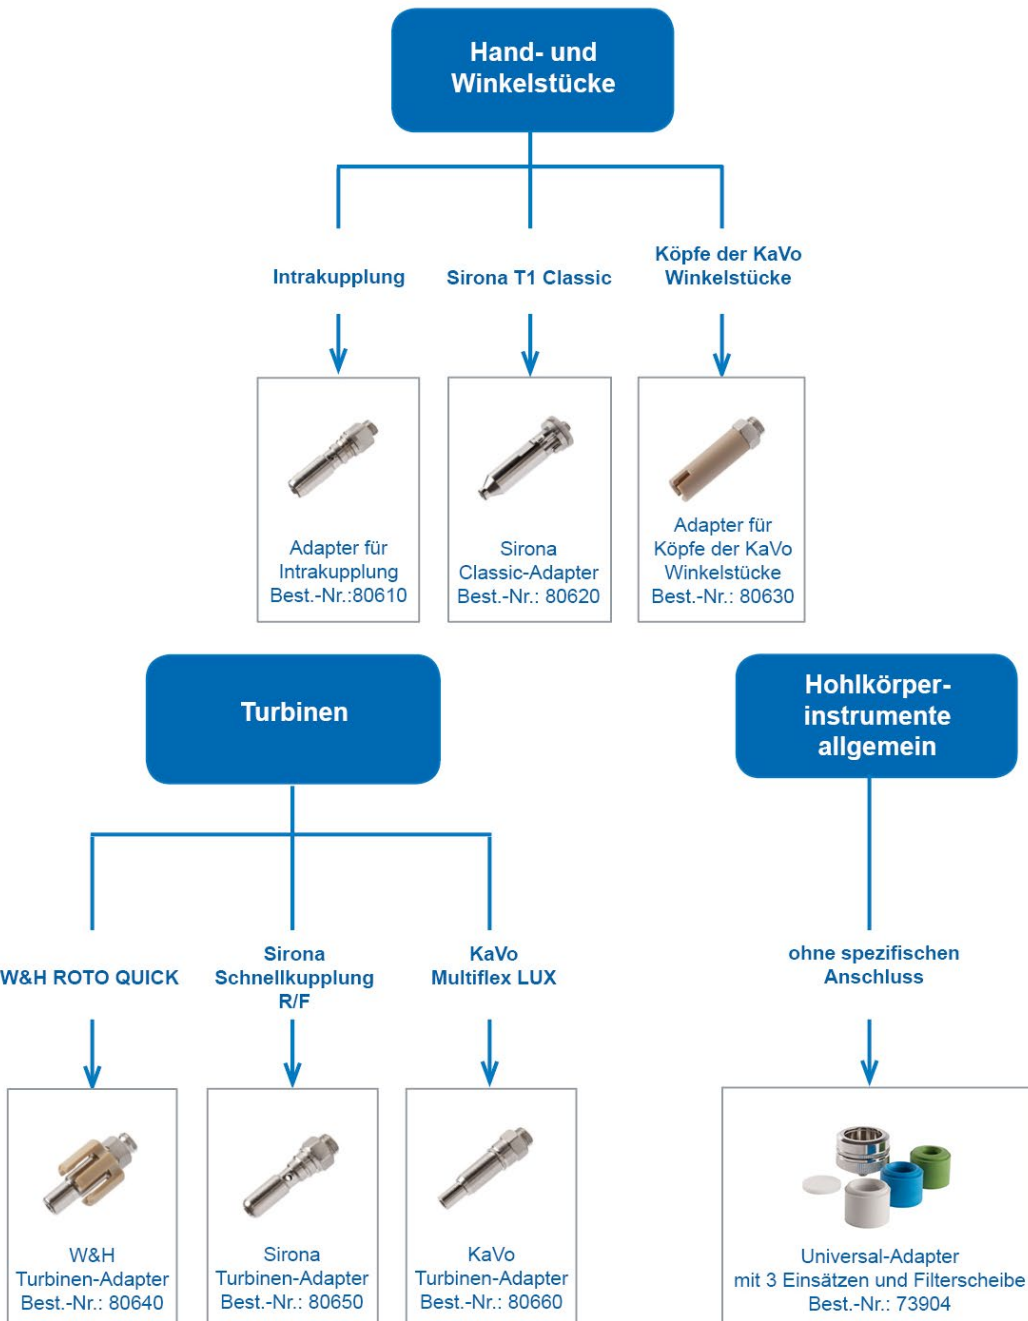 Hand- und
Winkelstücke
Intrakupplung
Sirona T1 Classic
Köpfe der KaVo
Winkelstücke
Adapter für
Intrakupplung
Best.-Nr.:80610
Sirona
Classic-Adapter
Best.-Nr.: 80620
Adapter für
Köpfe der KaVo
Winkelstücke
Best.-Nr.: 80630
Turbinen
Hohlkörper-
instrumente
allgemein
W&H ROTO QUICK
Sirona
Schnellkupplung
R/F
KaVo
Multiflex LUX
ohne spezifischen
Anschluss
W&H
Turbinen-Adapter
Best.-Nr.: 80640
Sirona
Turbinen-Adapter
Best.-Nr.: 80650
KaVo
Turbinen-Adapter
Best.-Nr.: 80660
Universal-Adapter
mit 3 Einsätzen und Filterscheibe
Best.-Nr.: 73904